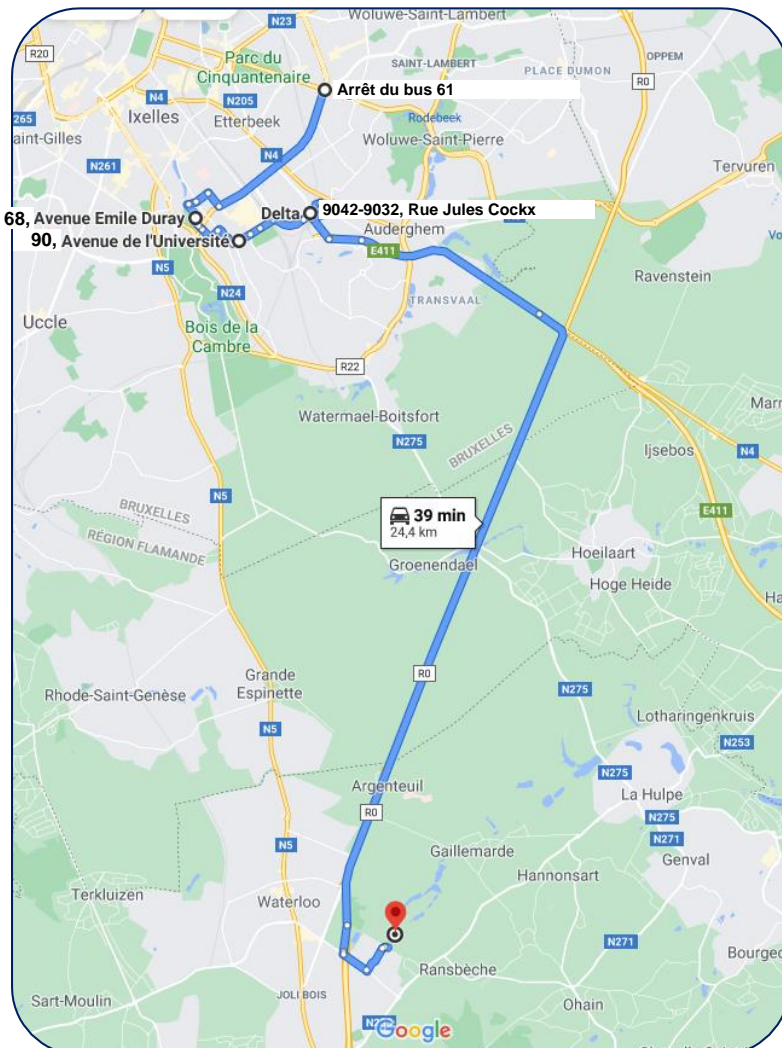 N23
Woluwe-Saint-Lambert
R20
Parc du
Cinquantenaire
SAINT-LAMBERT
R0
OPPEM
PLACE DUMON
N4
N205
Arrêt du bus 61
Ixelles
265
Etterbeek
Rodebeek
aint-Gilles
Woluwe-Saint-Pierre
N261
N4
Tervuren
68, Avenue Emile Duray
Delta
9042-9032, Rue Jules Cockx
90, Avenue de l'Université
Auderghem
E411
N5
N24
TRANSVAAL
Ravenstein
Uccle
Bois de la
Cambre
R22
Watermael-Boitsfort
N275
BRUXELLES
N4
Ijsebos
N5
BRUXELLES
RÉGION FLAMANDE
39 min
24,4 km
E411
Groenendael
Hoeilaart
Hoge Heide
Rhode-Saint-Genèse
Grande
Espinette
R0
N275
Lotharingenkruis
N5
N253
N275
Argenteuil
La Hulpe
R0
N275
N271
N5
Gaillemarde
Genval
Terkluizen
Waterloo
Hannonsart
N271
Bourgeo
Ransbèche
Sart-Moulin
JOLI BOIS
Ohain
Google